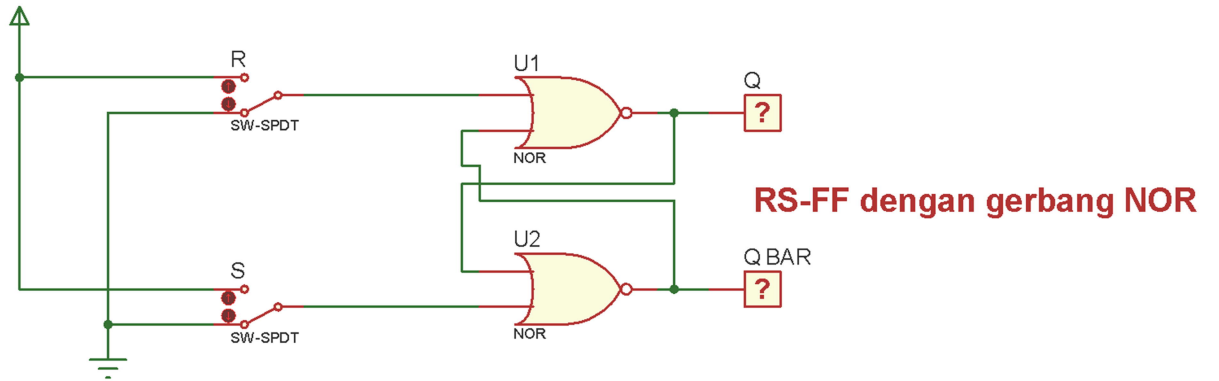 R
SW-SPDT
U1
NOR
Q
?
RS-FF dengan gerbang NOR
S
SW-SPDT
U2
NOR
Q BAR
?